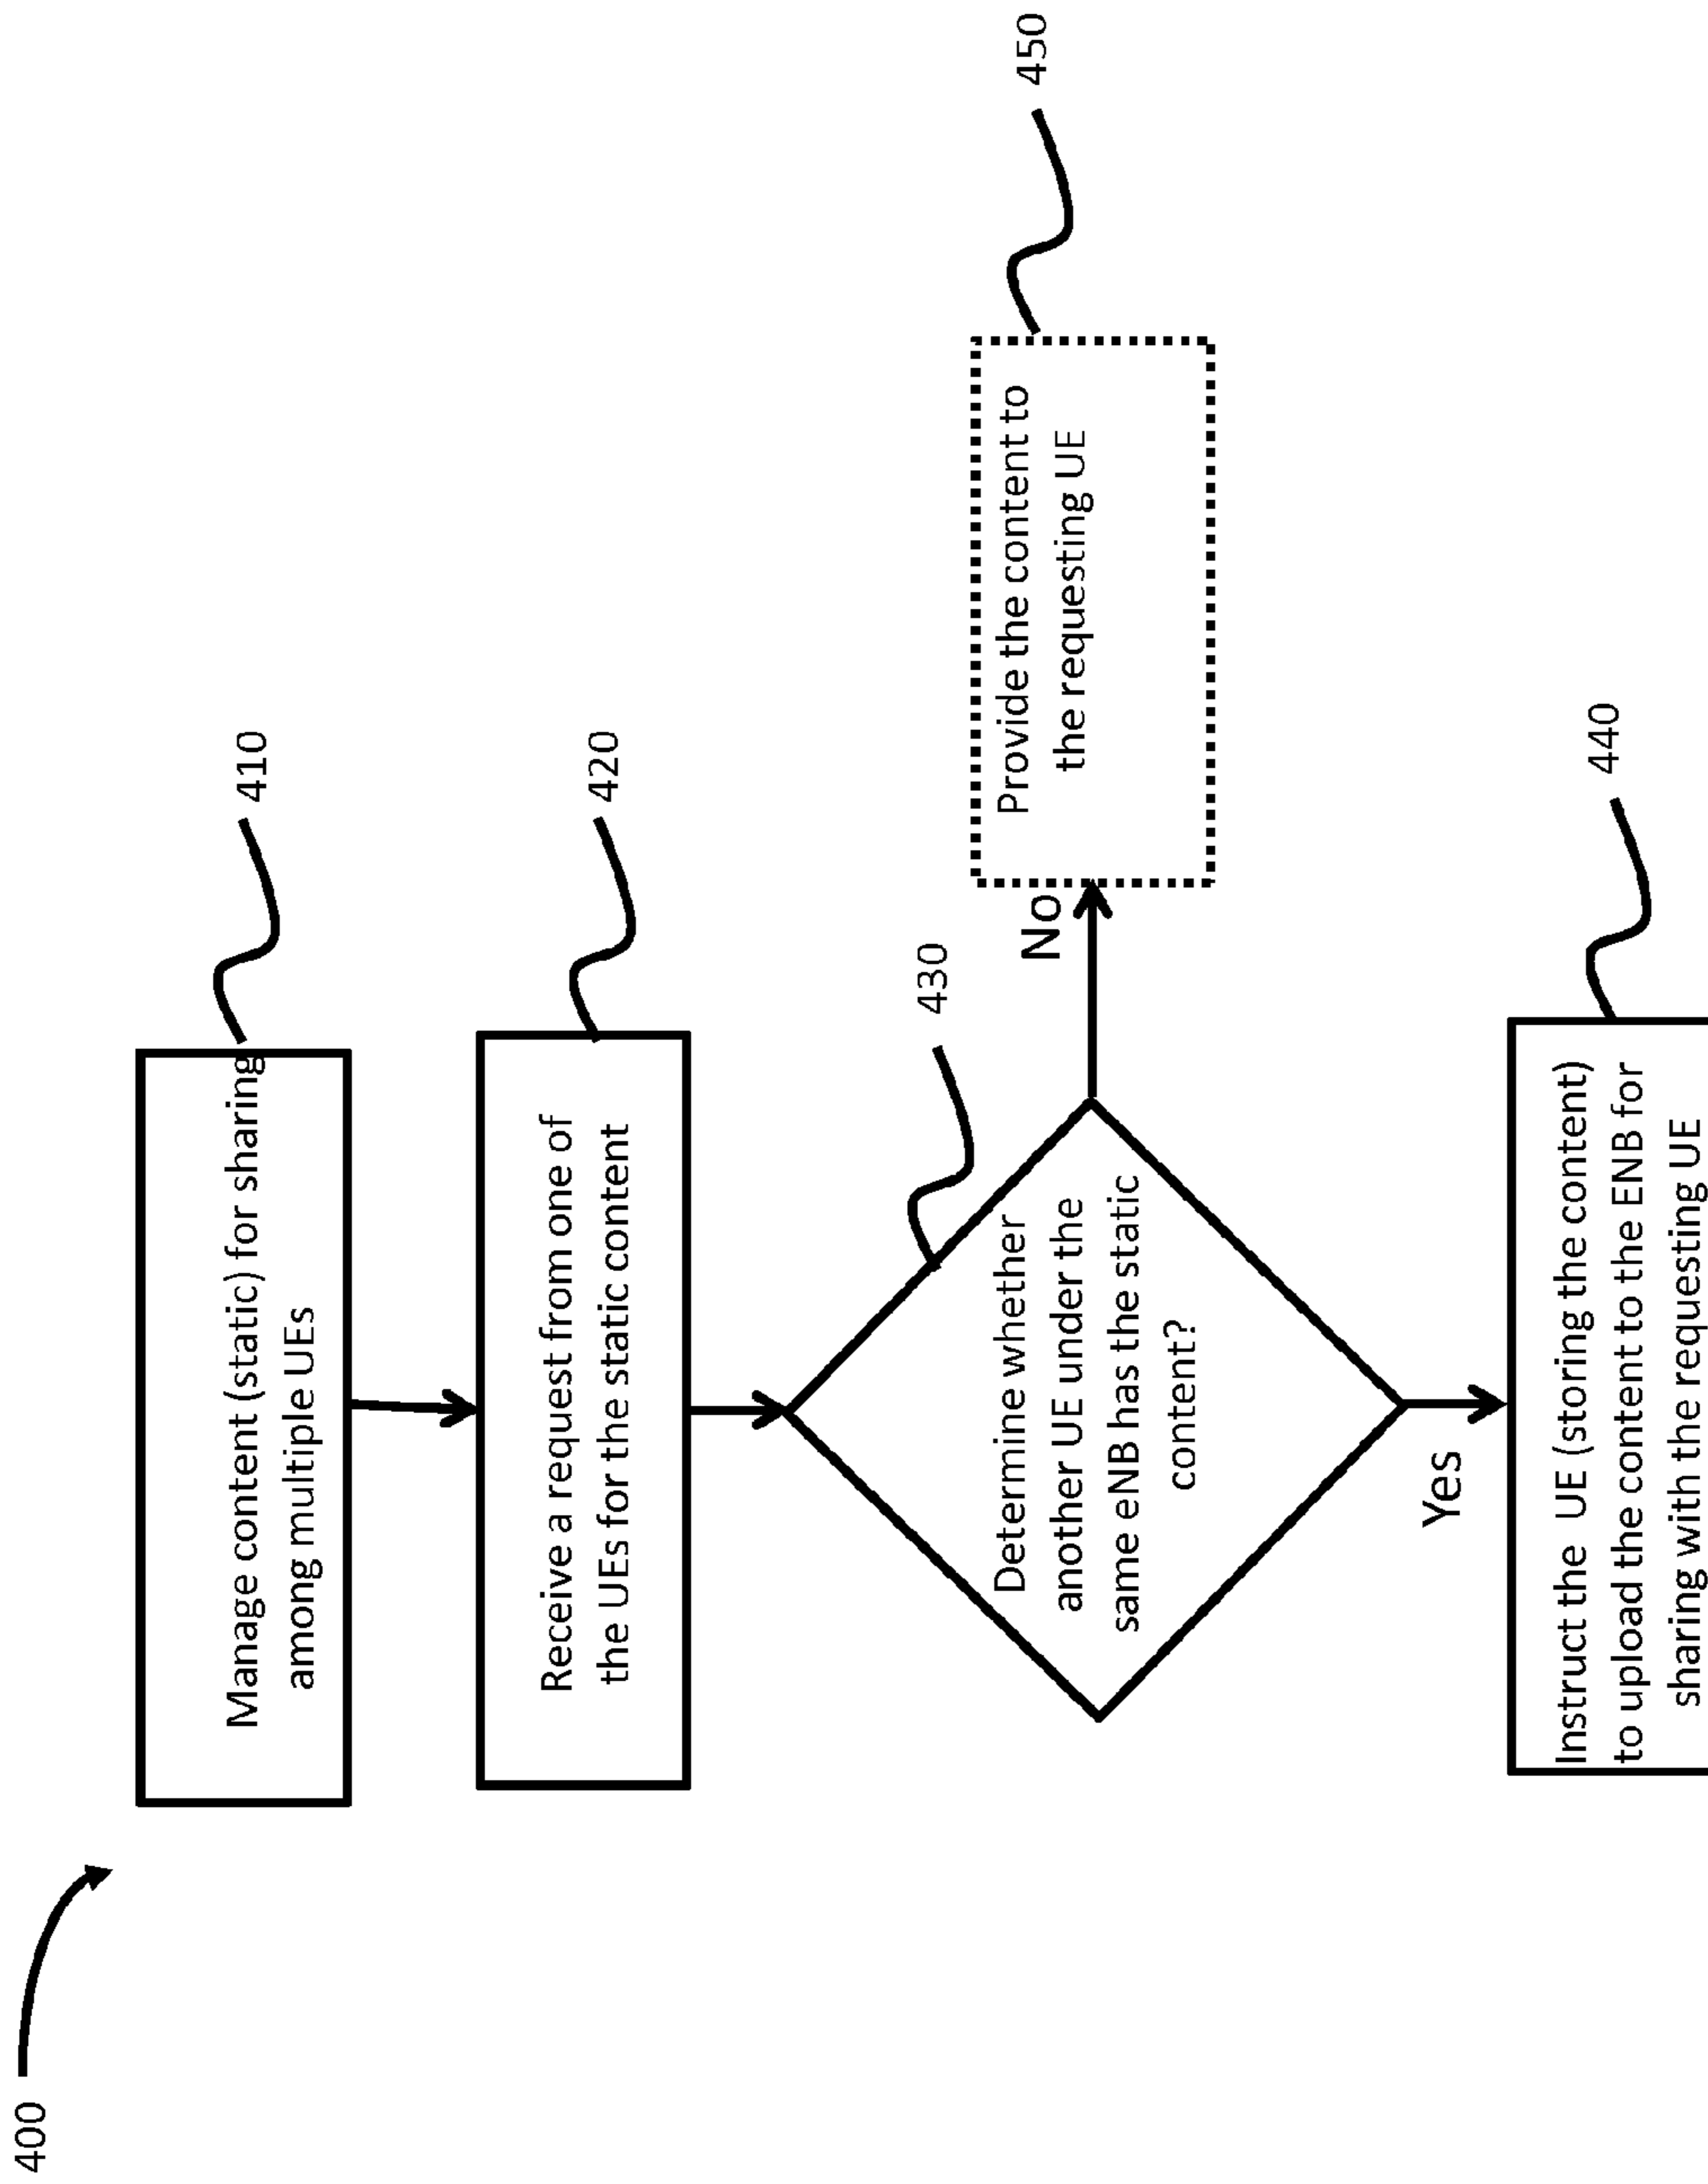 400
Manage content (static) for sharing
among multiple UEs
410
Receive a request from one of
the UEs for the static content
420
430
Determine whether
another UE under the
same eNB has the static
content?
No
Provide the content to
the requesting UE
450
Yes
Instruct the UE (storing the content)
to upload the content to the ENB for
sharing with the requesting UE
440